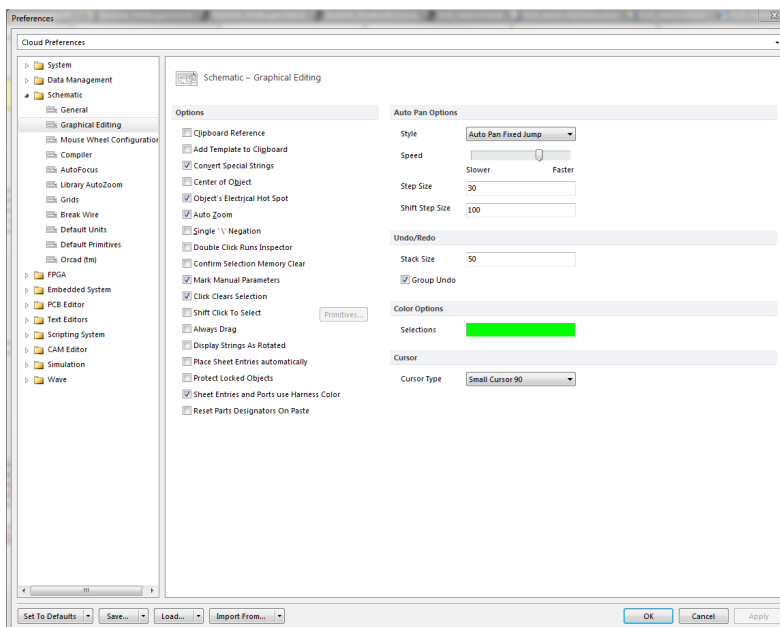 Preferences
Cloud Preferences
System
Data Management
Schematic
General
Graphical Editing
Mouse Wheel Configuration
Compiler
AutoFocus
Library AutoZoom
Grids
Break Wire
Default Units
Default Primitives
Orcad (tm)
FPGA
Embedded System
PCB Editor
Text Editors
Scripting System
CAM Editor
Simulation
Wave
Schematic – Graphical Editing
Options
Clipboard Reference
Add Template to Clipboard
Convert Special Strings
Center of Object
Object's Electrical Hot Spot
Auto Zoom
Single '\' Negation
Double Click Runs Inspector
Confirm Selection Memory Clear
Mark Manual Parameters
Click Clears Selection
Shift Click To Select
Primitives...
Always Drag
Display Strings As Rotated
Place Sheet Entries automatically
Protect Locked Objects
Sheet Entries and Ports use Harness Color
Reset Parts Designators On Paste
Auto Pan Options
Style Auto Pan Fixed Jump
Speed
Slower Faster
Step Size 30
Shift Step Size 100
Undo/Redo
Stack Size 50
Group Undo
Color Options
Selections
Cursor
Cursor Type Small Cursor 90
Set To Defaults Save... Load... Import From... OK Cancel Apply